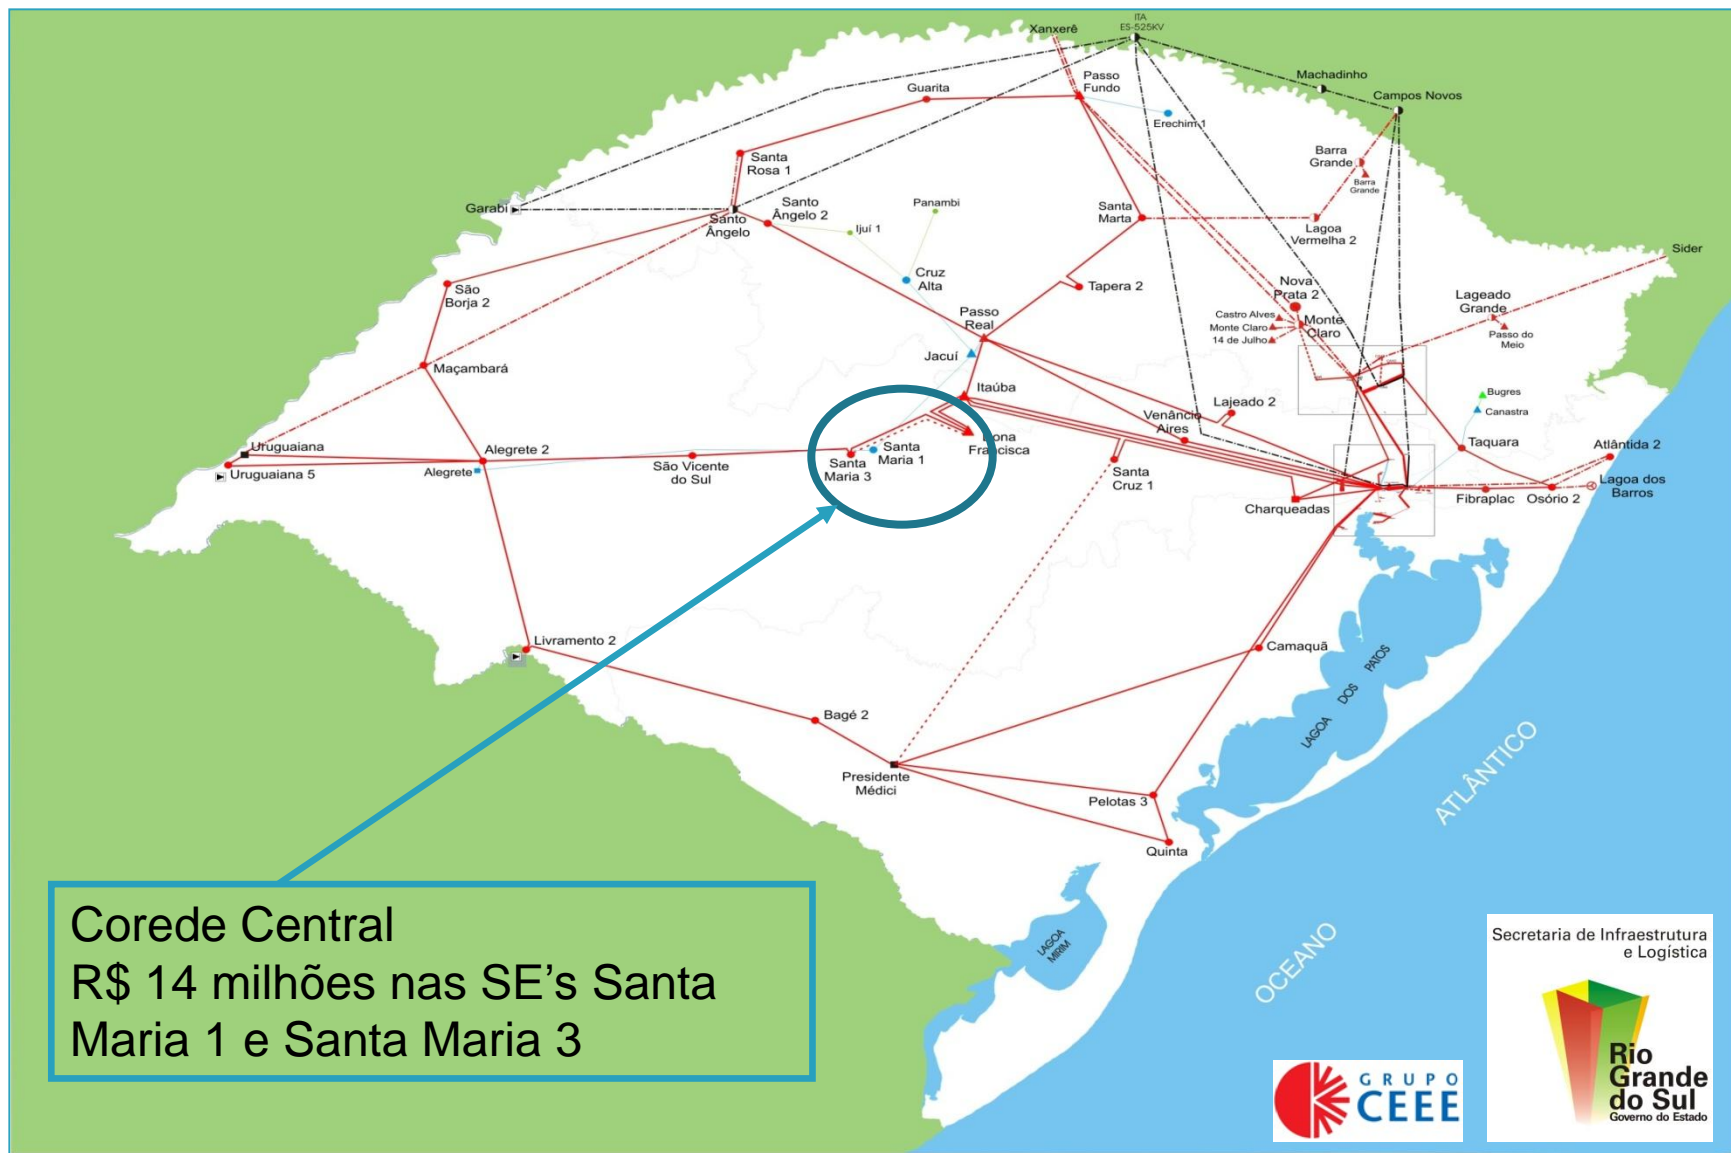 ITA
ES-525KV
Xanxerê
Machadinho
Passo
Fundo
Guarita
Campos Novos
Erechim 1
Barra
Grande
Barra
Grande
Santa
Rosa 1
Garabi
Santo
Ângelo
Santo
Ângelo 2
Panambi
Ijuí 1
Santa
Marta
Lagoa
Vermelha 2
Sider
Cruz
Alta
Tapera 2
São
Borja 2
Nova
Prata 2
Lageado
Grande
Passo
Real
Castro Alves
Monte Claro
14 de Julho
Monte
Claro
Passo do
Meio
Jacuí
Maçambará
Itaúba
Bugres
Canastra
Lajeado 2
Venâncio
Aires
Uruguaiana
Alegrete 2
Santa
Maria 1
Dona
Francisca
Taquara
Atlântida 2
Uruguaiana 5
Alegrete
São Vicente
do Sul
Santa
Maria 3
Santa
Cruz 1
Charqueadas
Fibraplac
Osório 2
Lagoa dos
Barros
Livramento 2
Camaquã
LAGOA DOS PATOS
Bagé 2
Presidente
Médici
Pelotas 3
Quinta
LAGOA
MIRIM
OCEANO ATLÂNTICO
Corede Central
R$ 14 milhões nas SE’s Santa
Maria 1 e Santa Maria 3
GRUPO
CEEE
Secretaria de Infraestrutura
e Logística
Rio
Grande
do Sul
Governo do Estado